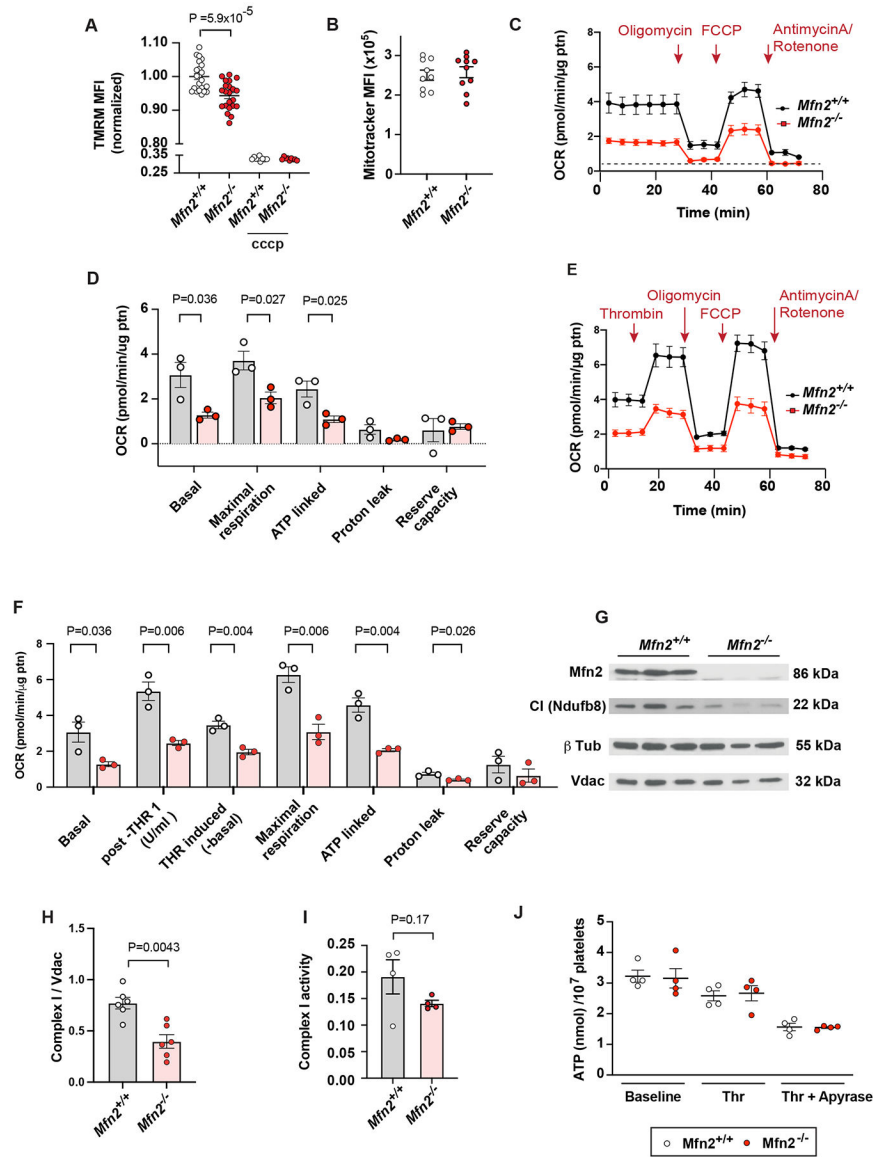 A
P =5.9x10⁻⁵
TMRM MFI
(normalized)
1.10
1.00
0.90
0.80
0.35
0.25
Mfn2+/+
Mfn2-/-
Mfn2+/+
Mfn2-/-
cccp
B
Mitotracker MFI (x10⁵)
4
3
2
1
0
Mfn2+/+
Mfn2-/-
C
Oligomycin
FCCP
AntimycinA/
Rotenone
OCR (pmol/min/µg ptn)
6
4
2
0
0
20
40
60
80
Time (min)
Mfn2+/+
Mfn2-/-
D
P=0.036
P=0.027
P=0.025
OCR (pmol/min/ug ptn)
6
4
2
0
Basal
Maximal
respiration
ATP linked
Proton leak
Reserve
capacity
E
Thrombin
Oligomycin
FCCP
AntimycinA/
Rotenone
OCR (pmol/min/µg ptn)
8
6
4
2
0
0
20
40
60
80
Time (min)
Mfn2+/+
Mfn2-/-
F
P=0.036
P=0.006
P=0.004
P=0.006
P=0.004
P=0.026
OCR (pmol/min/µg ptn)
8
6
4
2
0
Basal
post -THR 1
(U/ml )
THR induced
(-basal)
Maximal
respiration
ATP linked
Proton leak
Reserve
capacity
G
Mfn2+/+
Mfn2-/-
Mfn2
86 kDa
CI (Ndufb8)
22 kDa
β Tub
55 kDa
Vdac
32 kDa
H
P=0.0043
Complex I / Vdac
1.5
1.0
0.5
0.0
Mfn2+/+
Mfn2-/-
I
P=0.17
Complex I activity
0.25
0.20
0.15
0.10
0.05
0.00
Mfn2+/+
Mfn2-/-
J
ATP (nmol) /10⁷ platelets
5
4
3
2
1
0
Baseline
Thr
Thr + Apyrase
Mfn2+/+
Mfn2-/-